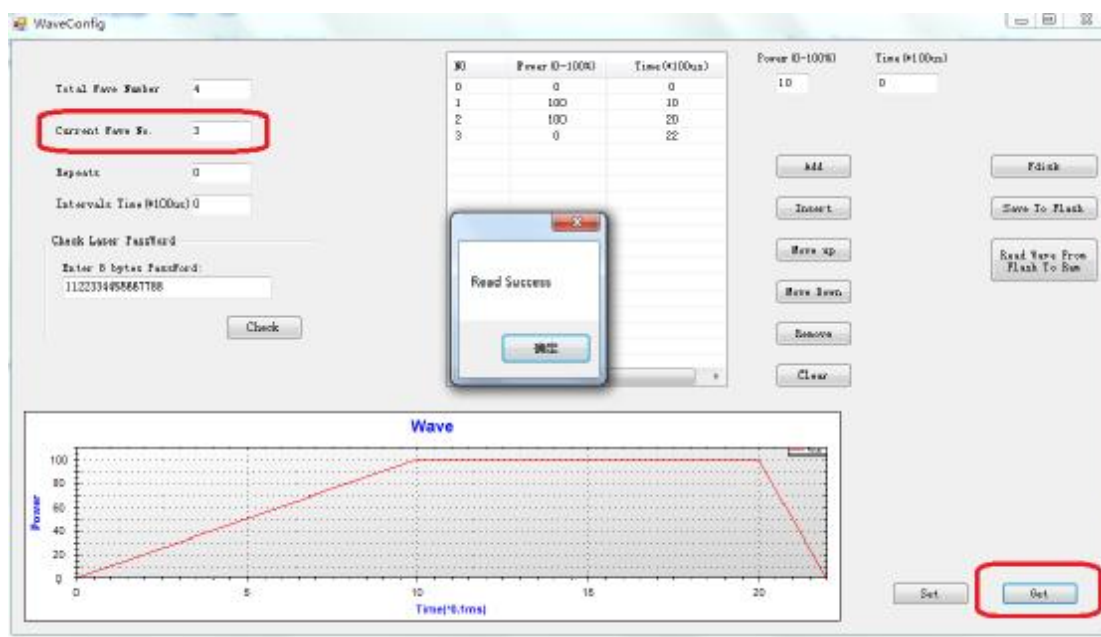 WaveConfig
Total Wave Number 4
Current Wave No. 3
Repeats 0
Intervals Time(*100us) 0
Check Laser PassWord
Enter 8 bytes PassWord:
Check
NO Power(0-100%) Time(*100us)
0 0 0
1 100 10
2 100 20
3 0 22
Read Success
确定
Power(0-100%) Time(*100us)
10 0
Add
Insert
Move up
Move Down
Remove
Clear
Fdisk
Save To Flash
Read Wave From
Flash To Ram
Wave
Power
100
80
60
40
20
0
0 5 10 15 20
Time(*0.1ms)
Set
Get